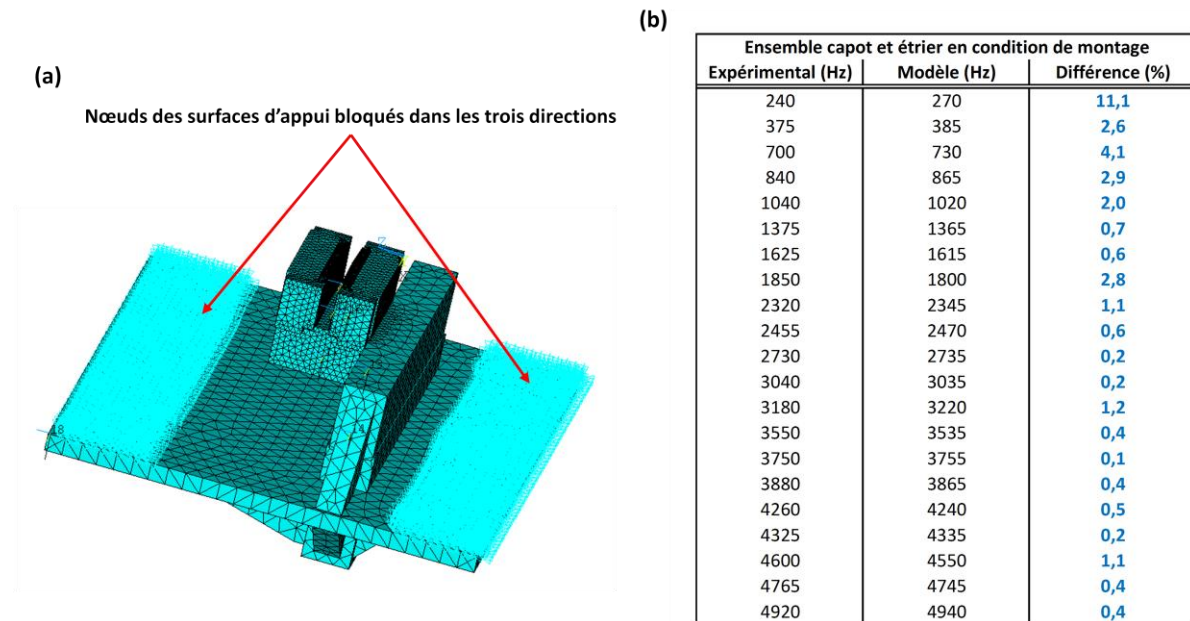 (a)
Nœuds des surfaces d'appui bloqués dans les trois directions
(b)
Ensemble capot et étrier en condition de montage
Expérimental (Hz) Modèle (Hz) Différence (%)
240 270 11,1
375 385 2,6
700 730 4,1
840 865 2,9
1040 1020 2,0
1375 1365 0,7
1625 1615 0,6
1850 1800 2,8
2320 2345 1,1
2455 2470 0,6
2730 2735 0,2
3040 3035 0,2
3180 3220 1,2
3550 3535 0,4
3750 3755 0,1
3880 3865 0,4
4260 4240 0,5
4325 4335 0,2
4600 4550 1,1
4765 4745 0,4
4920 4940 0,4